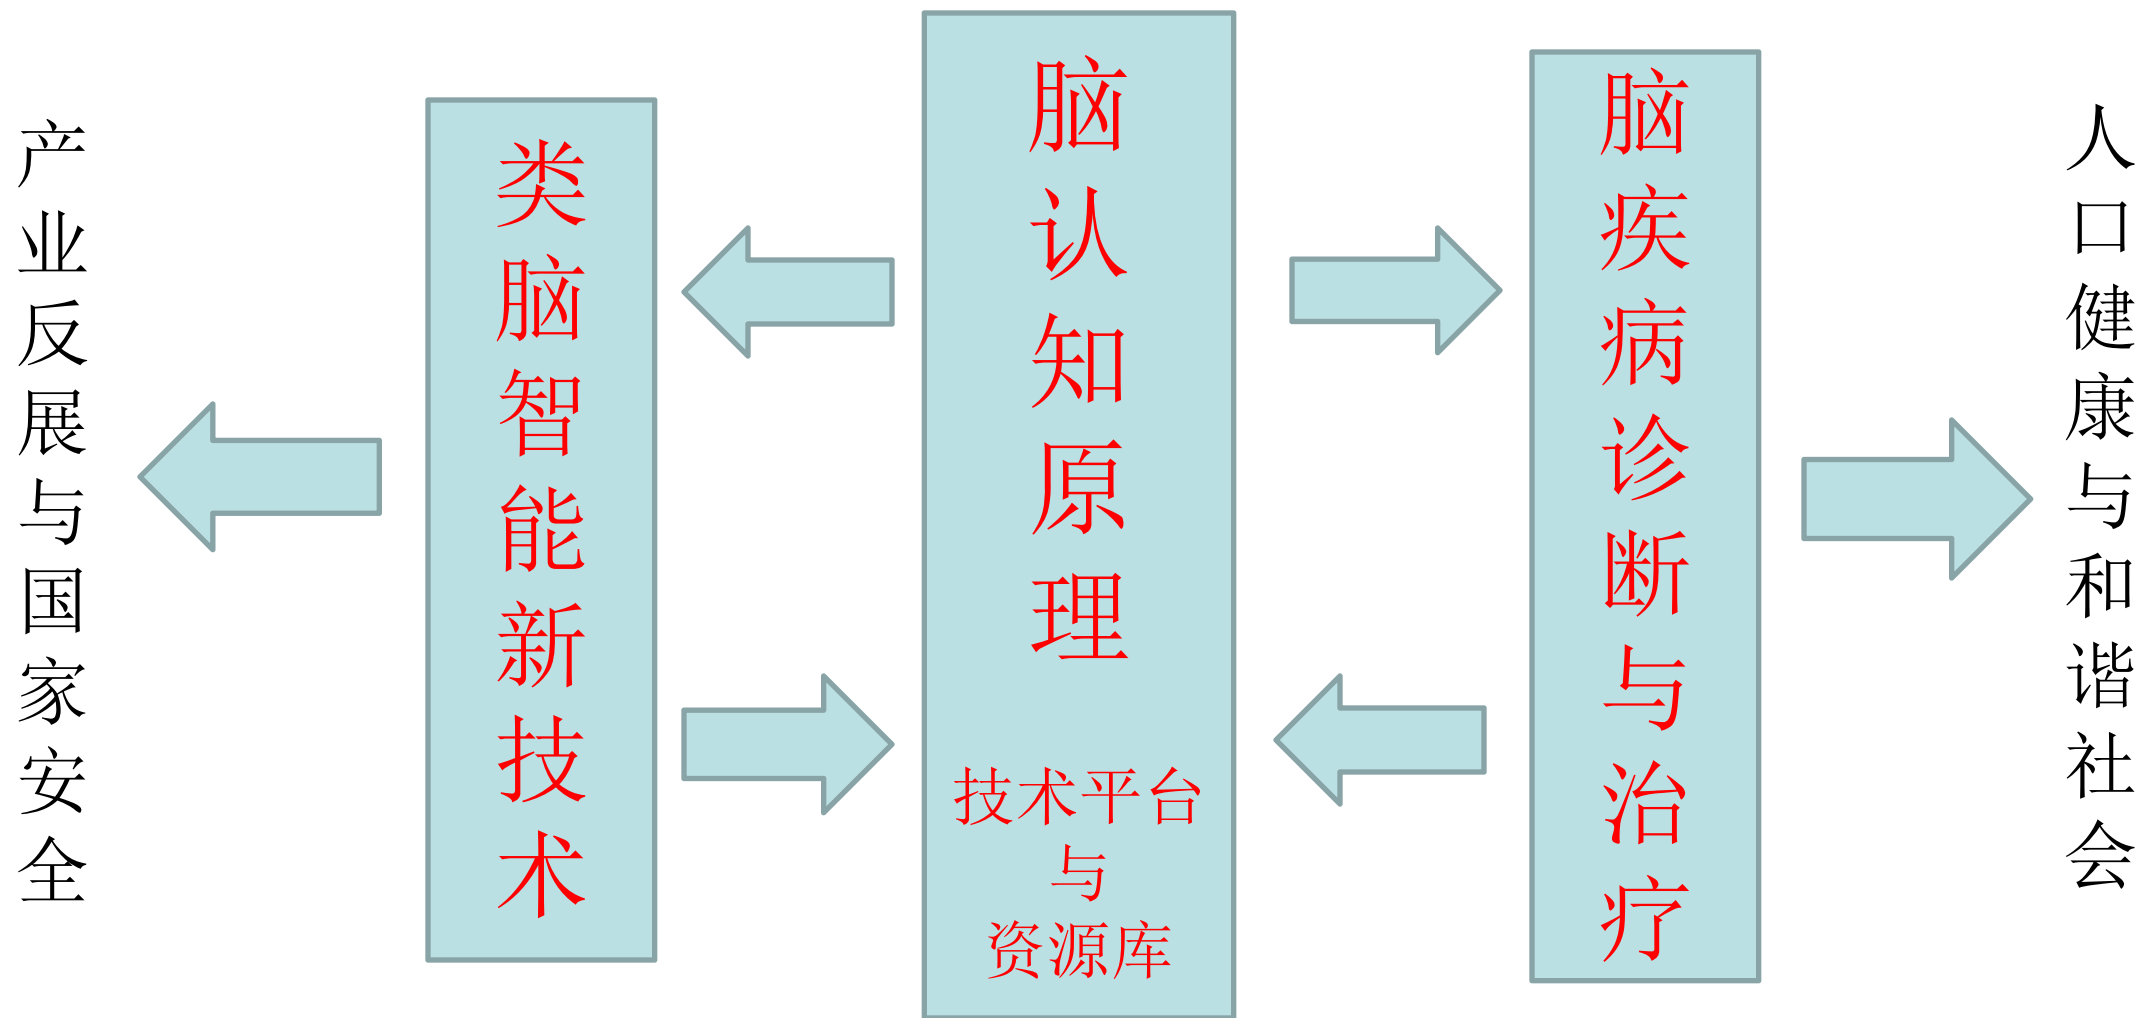 产业反展与国家安全
类脑智能新技术
脑认知原理
技术平台
与
资源库
脑疾病诊断与治疗
人口健康与和谐社会